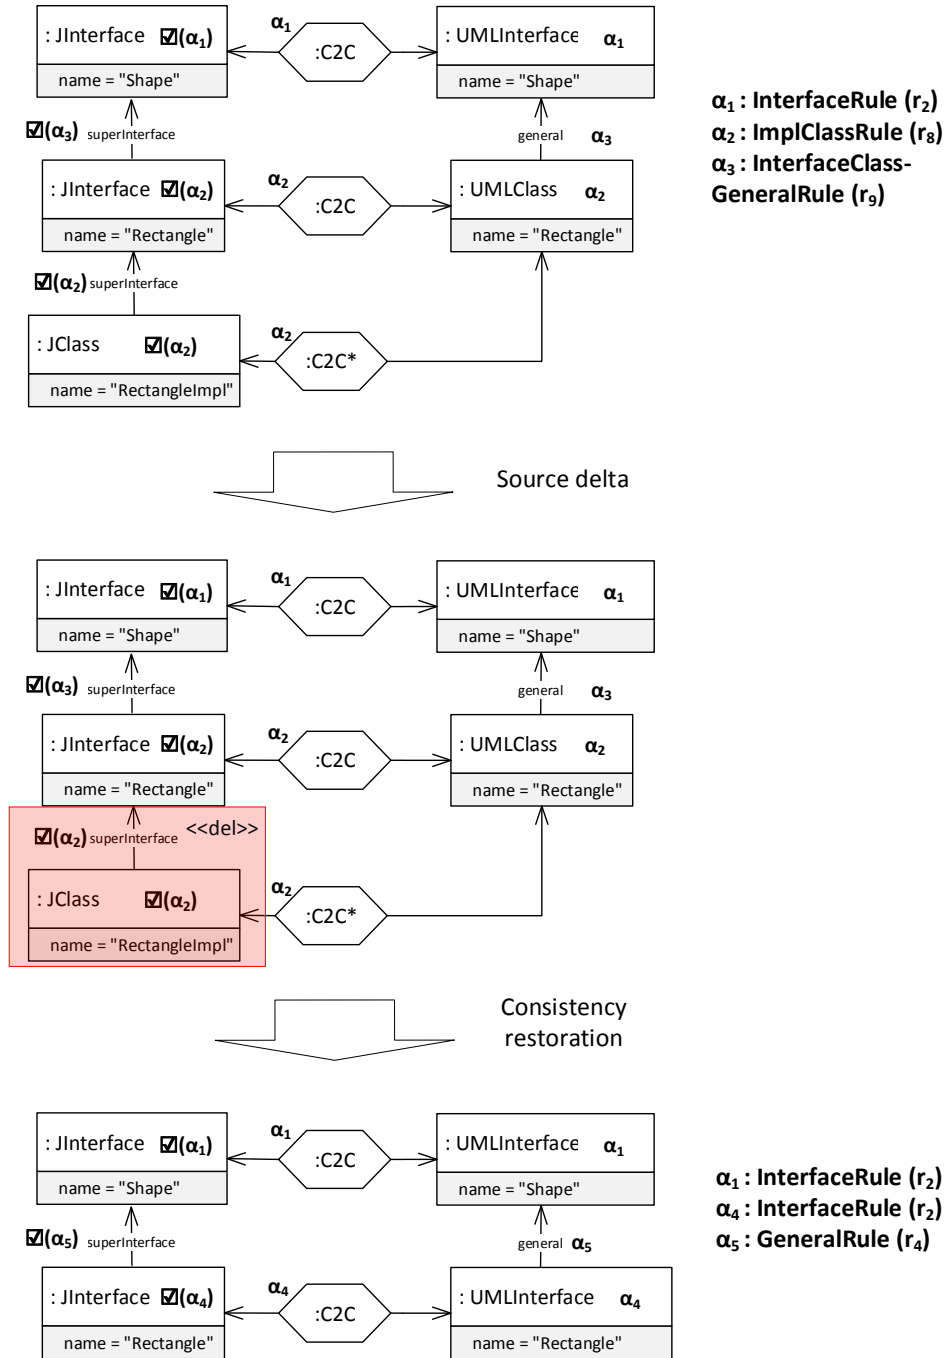 : JInterface ☑(α₁)
α₁
:C2C
: UMLInterface α₁
name = "Shape"
name = "Shape"
☑(α₃) superInterface
general α₃
: JInterface ☑(α₂)
α₂
:C2C
: UMLClass α₂
name = "Rectangle"
name = "Rectangle"
☑(α₂) superInterface
: JClass ☑(α₂)
α₂
:C2C*
name = "RectangleImpl"
α₁ : InterfaceRule (r₂)
α₂ : ImplClassRule (r₈)
α₃ : InterfaceClass-
GeneralRule (r₉)
Source delta
: JInterface ☑(α₁)
α₁
:C2C
: UMLInterface α₁
name = "Shape"
name = "Shape"
☑(α₃) superInterface
general α₃
: JInterface ☑(α₂)
α₂
:C2C
: UMLClass α₂
name = "Rectangle"
name = "Rectangle"
☑(α₂) superInterface <<del>>
: JClass ☑(α₂)
α₂
:C2C*
name = "RectangleImpl"
Consistency
restoration
: JInterface ☑(α₁)
α₁
:C2C
: UMLInterface α₁
name = "Shape"
name = "Shape"
☑(α₅) superInterface
general α₅
: JInterface ☑(α₄)
α₄
:C2C
: UMLInterface α₄
name = "Rectangle"
name = "Rectangle"
α₁ : InterfaceRule (r₂)
α₄ : InterfaceRule (r₂)
α₅ : GeneralRule (r₄)